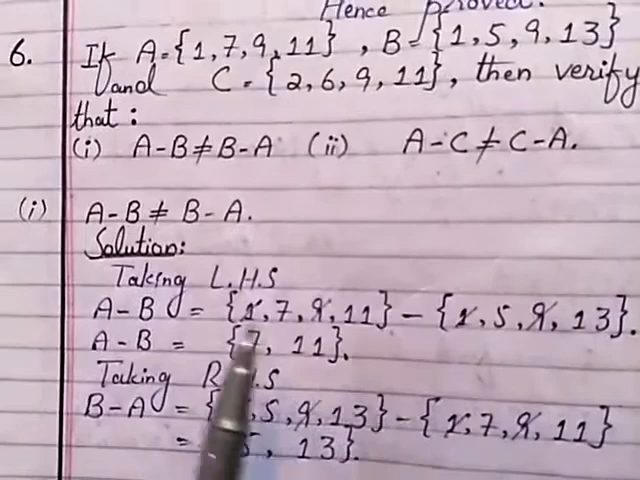 Hence proved.
6. If A={1,7,9,11}, B={1,5,9,13}
and C={2,6,9,11}, then verify
that:
(i) A-B≠B-A (ii) A-C≠C-A.
(i) A-B≠B-A.
Solution:
Taking L.H.S
A-B = {1,7,9,11} - {1,5,9,13}.
A-B = {7, 11}.
Taking R.H.S
B-A = {1,5,9,13} - {1,7,9,11}
= {5, 13}.